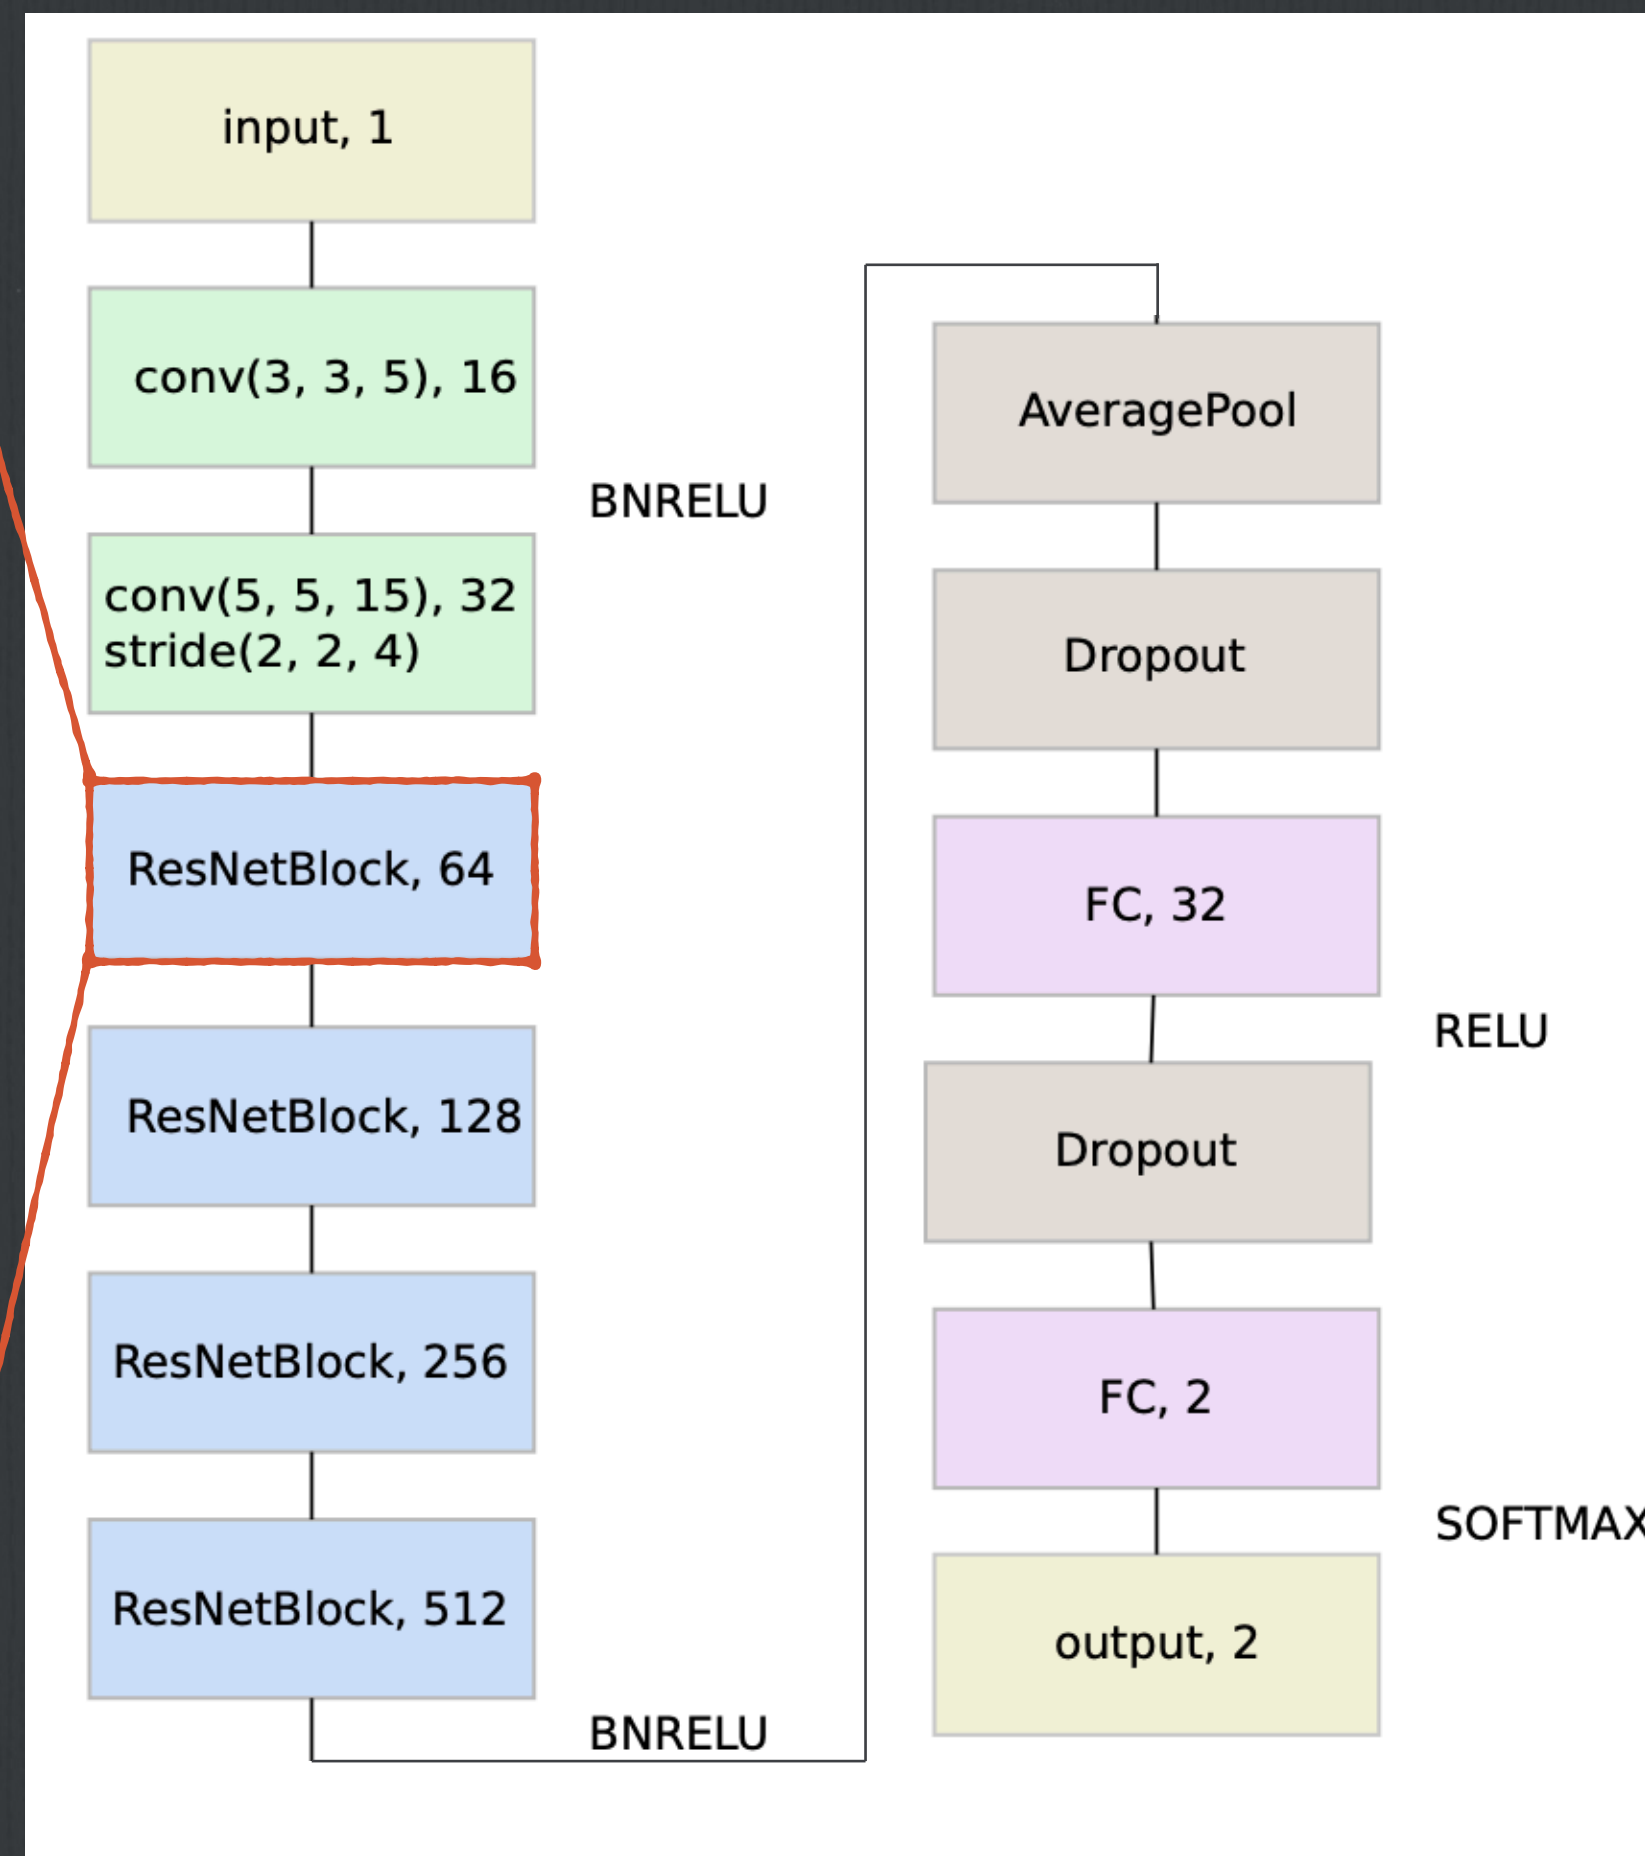 input, 1
conv(3, 3, 5), 16
BNRELU
conv(5, 5, 15), 32
stride(2, 2, 4)
ResNetBlock, 64
ResNetBlock, 128
ResNetBlock, 256
ResNetBlock, 512
BNRELU
AveragePool
Dropout
FC, 32
RELU
Dropout
FC, 2
SOFTMAX
output, 2